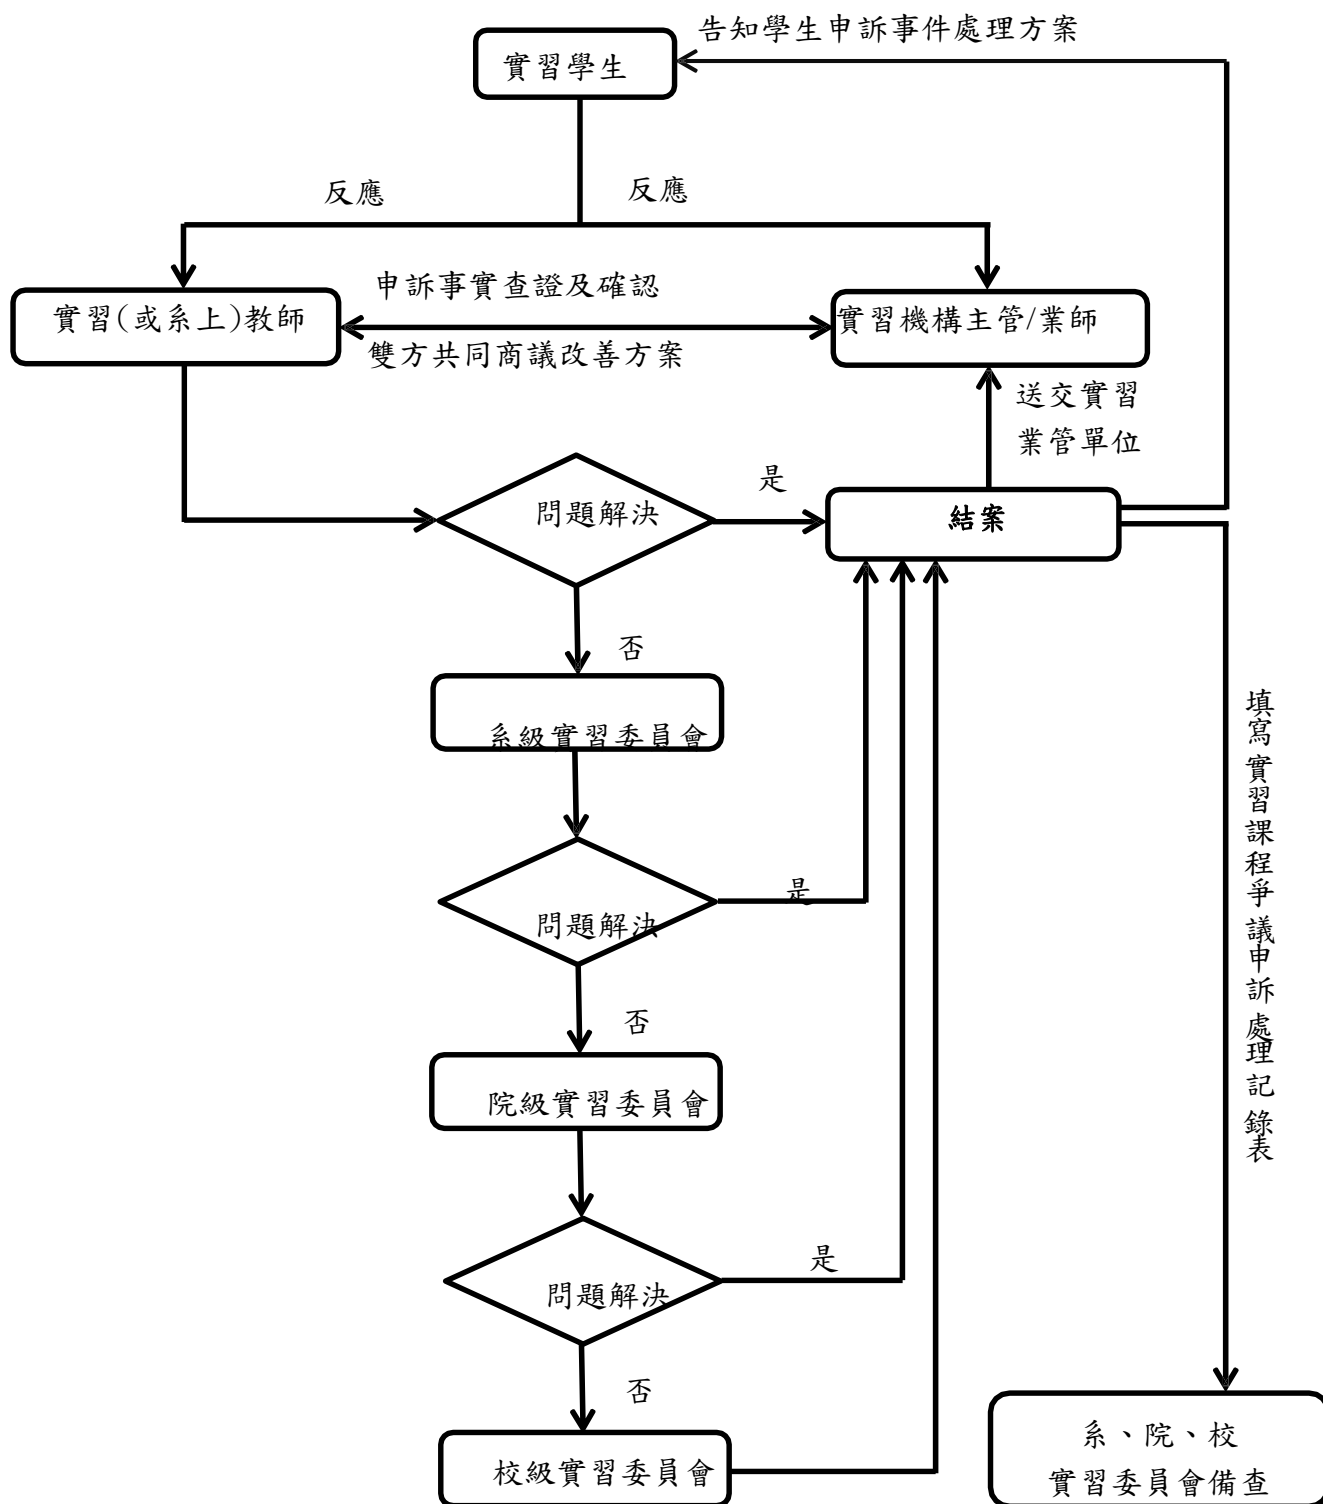 告知學生申訴事件處理方案
實習學生
反應
反應
申訴事實查證及確認
實習(或系上)教師
實習機構主管/業師
雙方共同商議改善方案
送交實習
業管單位
是
問題解決
結案
否
系級實習委員會
填寫實習課程爭議申訴處理記錄表
是
問題解決
否
院級實習委員會
是
問題解決
否
校級實習委員會
系、院、校
實習委員會備查